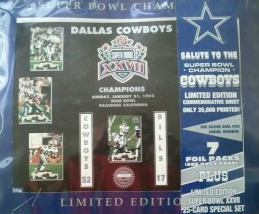 SUPER BOWL CHAM
DALLAS COWBOYS
SUPER BOWL
XXVII
CHAMPIONS
SUNDAY, JANUARY 31, 1993
ROSE BOWL
PASADENA CALIFORNIA
COWBOYS 52
BILLS 17
LIMITED EDITIO
SALUTE TO THE
SUPER BOWL
CHAMPION
COWBOYS
LIMITED EDITION
COMMEMORATIVE SHEET
ONLY 35,000 PRINTED!
7
FOIL PACKS
PLUS
LIMITED EDITION
SUPER BOWL XXVII
25-CARD SPECIAL SET